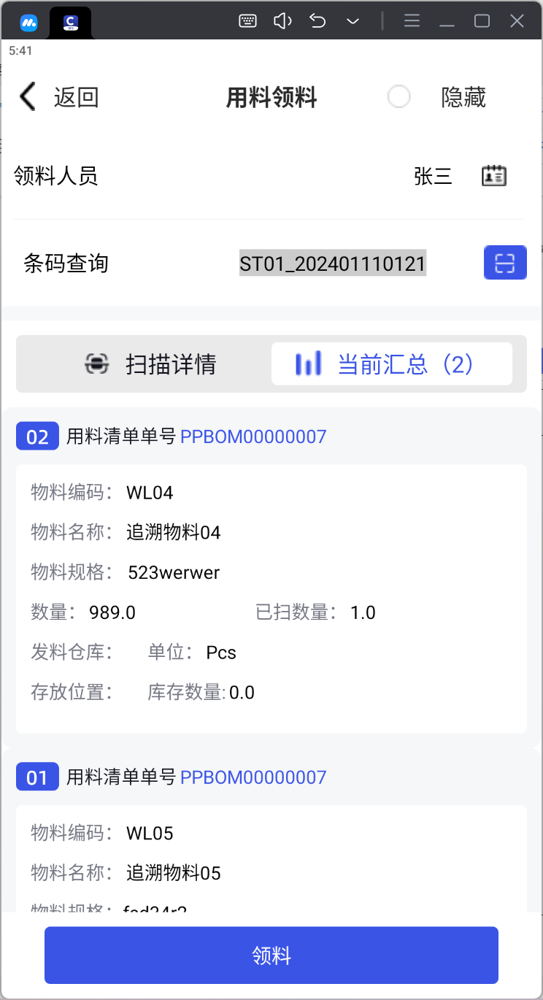 5:41
返回 用料领料 隐藏
领料人员 张三
条码查询 ST01_202401110121
扫描详情 当前汇总（2）
02 用料清单单号 PPBOM00000007
物料编码： WL04
物料名称： 追溯物料04
物料规格： 523werwer
数量： 989.0 已扫数量： 1.0
发料仓库： 单位： Pcs
存放位置： 库存数量: 0.0
01 用料清单单号 PPBOM00000007
物料编码： WL05
物料名称： 追溯物料05
物料规格：
领料